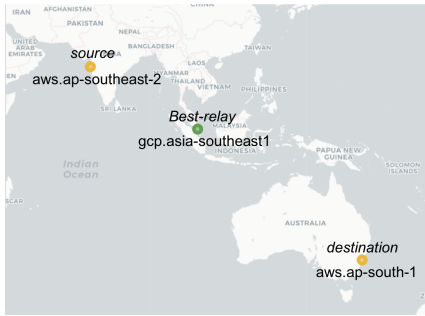 CHINA
IRAN
AFGHANISTAN
PAKISTAN
NEPAL
UNITED
ARAB
EMIRATES
source
INDIA
BANGLADESH
TAIWAN
LAOS
MYANMAR
THAILAND
VIETNAM
PHILIPPINES
aws.ap-southeast-2
SRI LANKA
Best-relay
MALAYSIA
gcp.asia-southeast1
INDONESIA
PAPUA NEW
GUINEA
SOLOMON
ISLANDS
Indian
Ocean
AUSTRALIA
destination
aws.ap-south-1